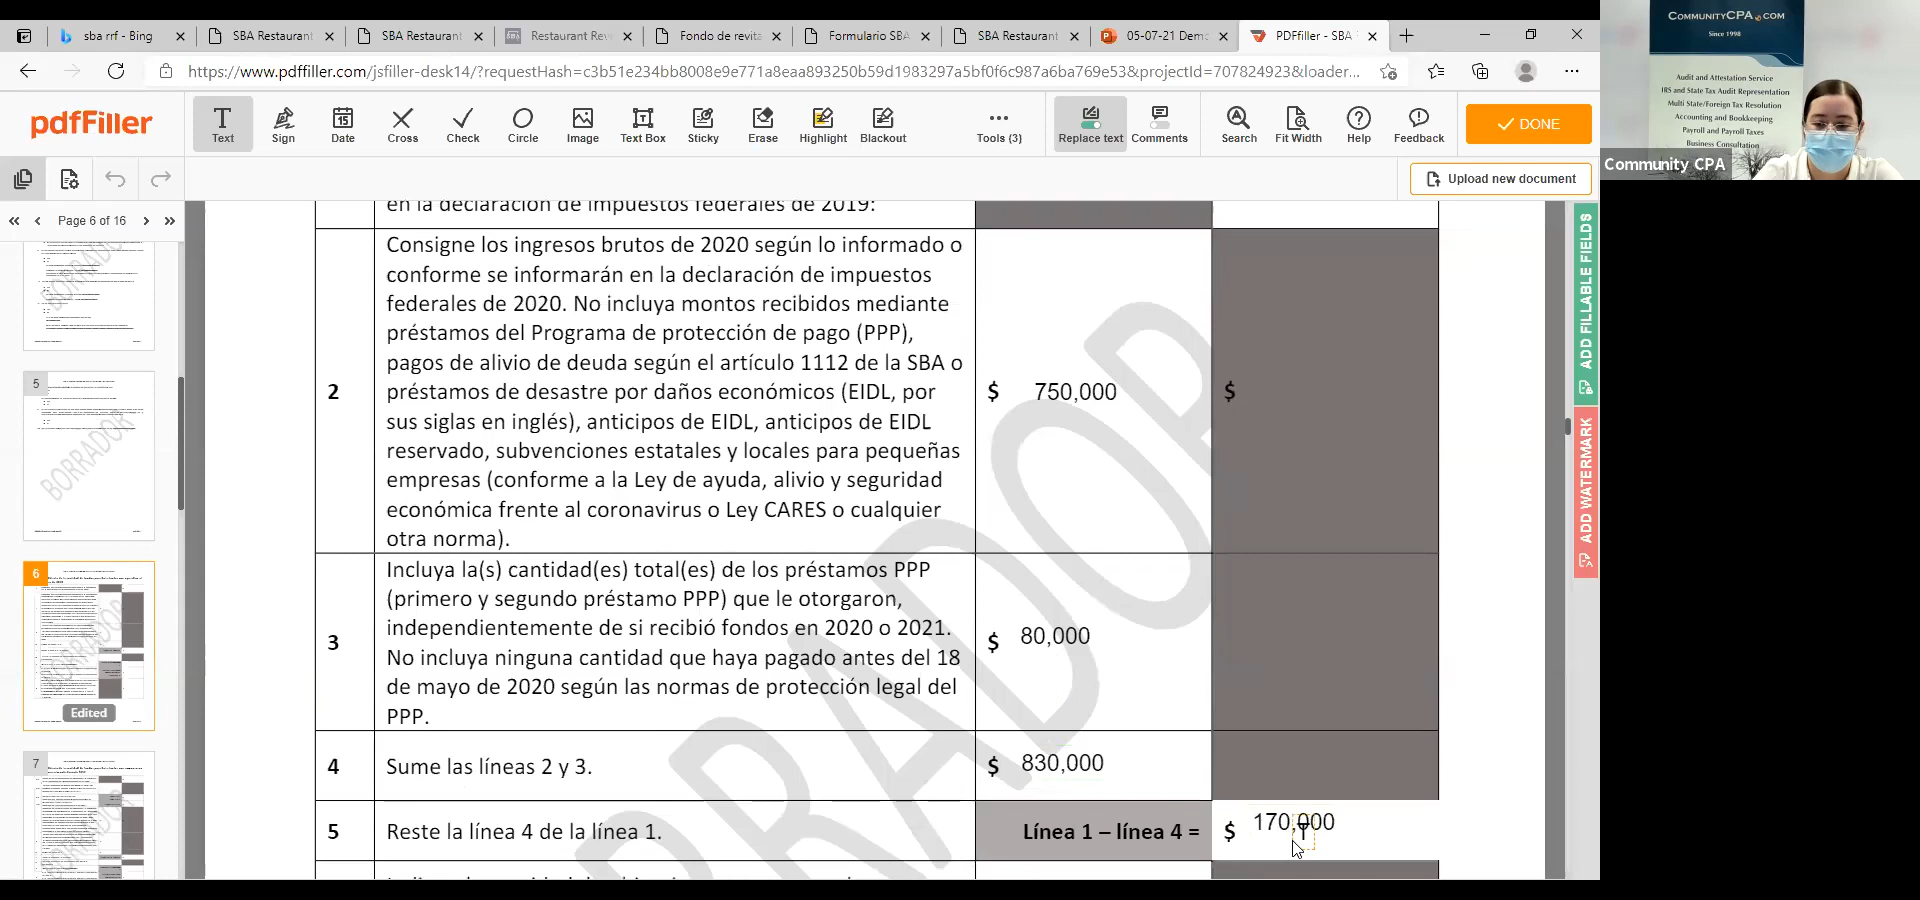 sba rrf - Bing
SBA Restaurant
SBA Restaurant
Restaurant Rev
Fondo de revita
Formulario SBA
SBA Restaurant
05-07-21 Demo
PDFfiller - SBA
https://www.pdffiller.com/jsfiller-desk14/?requestHash=c3b51e234bb8008e9e771a8eaa893250b59d1983297a5bf0f6c987a6ba769e53&projectId=707824923&loader...
pdfFiller
Text
Sign
Date
Cross
Check
Circle
Image
Text Box
Sticky
Erase
Highlight
Blackout
Tools (3)
Replace text
Comments
Search
Fit Width
Help
Feedback
DONE
Upload new document
Page 6 of 16
5
BORRADOR
6
Edited
7
en la declaración de impuestos federales de 2019:
2
Consigne los ingresos brutos de 2020 según lo informado o
conforme se informarán en la declaración de impuestos
federales de 2020. No incluya montos recibidos mediante
préstamos del Programa de protección de pago (PPP),
pagos de alivio de deuda según el artículo 1112 de la SBA o
préstamos de desastre por daños económicos (EIDL, por
sus siglas en inglés), anticipos de EIDL, anticipos de EIDL
reservado, subvenciones estatales y locales para pequeñas
empresas (conforme a la Ley de ayuda, alivio y seguridad
económica frente al coronavirus o Ley CARES o cualquier
otra norma).
$ 750,000
$
3
Incluya la(s) cantidad(es) total(es) de los préstamos PPP
(primero y segundo préstamo PPP) que le otorgaron,
independientemente de si recibió fondos en 2020 o 2021.
No incluya ninguna cantidad que haya pagado antes del 18
de mayo de 2020 según las normas de protección legal del
PPP.
$ 80,000
4
Sume las líneas 2 y 3.
$ 830,000
5
Reste la línea 4 de la línea 1.
Línea 1 – línea 4 =
$ 170,000
ADD FILLABLE FIELDS
ADD WATERMARK
COMMUNITYCPA.COM
Since 1998
Audit and Attestation Service
IRS and State Tax Audit Representation
Multi State/Foreign Tax Resolution
Accounting and Bookkeeping
Payroll and Payroll Taxes
Business Consultation
Community CPA